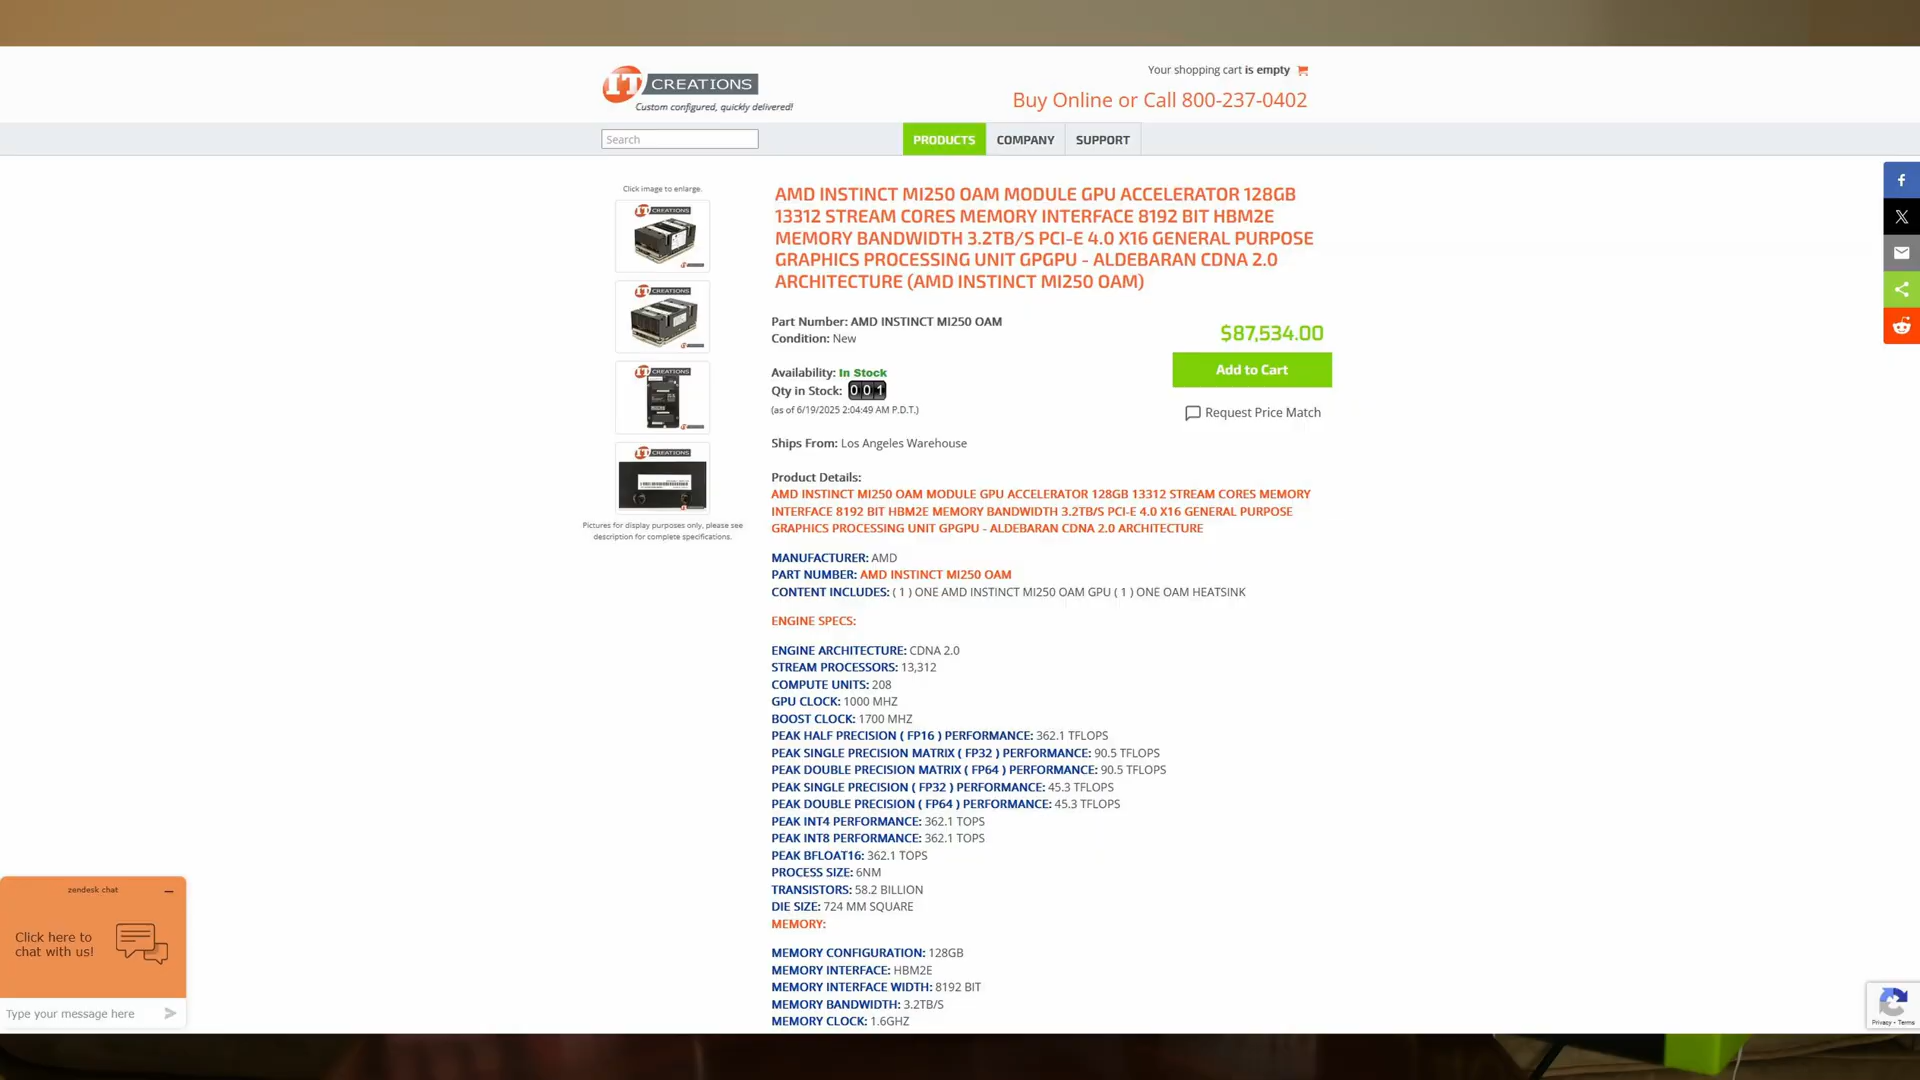 IT CREATIONS
Custom configured, quickly delivered!
Your shopping cart is empty
Buy Online or Call 800-237-0402
Search
PRODUCTS
COMPANY
SUPPORT
Click image to enlarge.
IT CREATIONS
IT CREATIONS
IT CREATIONS
IT CREATIONS
Pictures for display purposes only, please see
description for complete specifications.
AMD INSTINCT MI250 OAM MODULE GPU ACCELERATOR 128GB
13312 STREAM CORES MEMORY INTERFACE 8192 BIT HBM2E
MEMORY BANDWIDTH 3.2TB/S PCI-E 4.0 X16 GENERAL PURPOSE
GRAPHICS PROCESSING UNIT GPGPU - ALDEBARAN CDNA 2.0
ARCHITECTURE (AMD INSTINCT MI250 OAM)
Part Number: AMD INSTINCT MI250 OAM
Condition: New
$87,534.00
Add to Cart
Request Price Match
Availability: In Stock
Qty in Stock: 001
(as of 6/19/2025 2:04:49 AM P.D.T.)
Ships From: Los Angeles Warehouse
Product Details:
AMD INSTINCT MI250 OAM MODULE GPU ACCELERATOR 128GB 13312 STREAM CORES MEMORY
INTERFACE 8192 BIT HBM2E MEMORY BANDWIDTH 3.2TB/S PCI-E 4.0 X16 GENERAL PURPOSE
GRAPHICS PROCESSING UNIT GPGPU - ALDEBARAN CDNA 2.0 ARCHITECTURE
MANUFACTURER: AMD
PART NUMBER: AMD INSTINCT MI250 OAM
CONTENT INCLUDES: ( 1 ) ONE AMD INSTINCT MI250 OAM GPU ( 1 ) ONE OAM HEATSINK
ENGINE SPECS:
ENGINE ARCHITECTURE: CDNA 2.0
STREAM PROCESSORS: 13,312
COMPUTE UNITS: 208
GPU CLOCK: 1000 MHZ
BOOST CLOCK: 1700 MHZ
PEAK HALF PRECISION ( FP16 ) PERFORMANCE: 362.1 TFLOPS
PEAK SINGLE PRECISION MATRIX ( FP32 ) PERFORMANCE: 90.5 TFLOPS
PEAK DOUBLE PRECISION MATRIX ( FP64 ) PERFORMANCE: 90.5 TFLOPS
PEAK SINGLE PRECISION ( FP32 ) PERFORMANCE: 45.3 TFLOPS
PEAK DOUBLE PRECISION ( FP64 ) PERFORMANCE: 45.3 TFLOPS
PEAK INT4 PERFORMANCE: 362.1 TOPS
PEAK INT8 PERFORMANCE: 362.1 TOPS
PEAK BFLOAT16: 362.1 TOPS
PROCESS SIZE: 6NM
TRANSISTORS: 58.2 BILLION
DIE SIZE: 724 MM SQUARE
MEMORY:
MEMORY CONFIGURATION: 128GB
MEMORY INTERFACE: HBM2E
MEMORY INTERFACE WIDTH: 8192 BIT
MEMORY BANDWIDTH: 3.2TB/S
MEMORY CLOCK: 1.6GHZ
zendesk chat
Click here to
chat with us!
Type your message here
Privacy - Terms